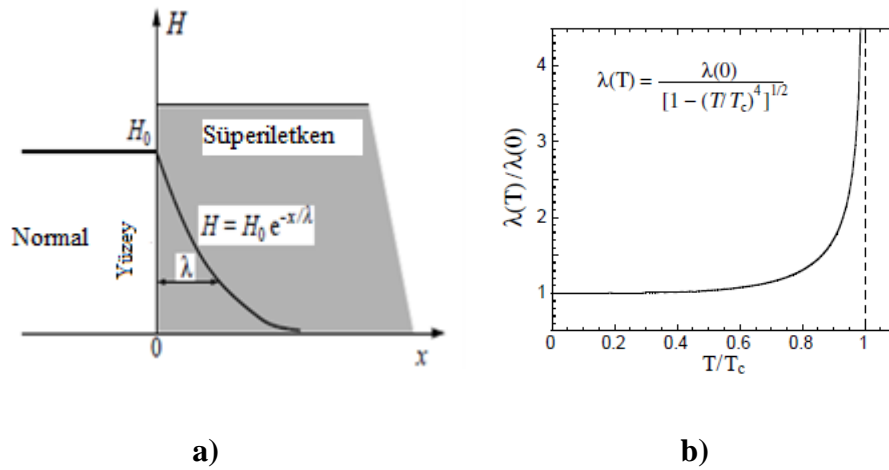 H
H₀
Süperiletken
Normal
Yüzey
H = H₀ e^{-x/λ}
λ
0
x
a)
4
3
2
1
λ(T)/λ(0)
λ(T) = λ(0) / [1 − (T/T_c)^4]^{1/2}
0 0.2 0.4 0.6 0.8 1
T/T_c
b)